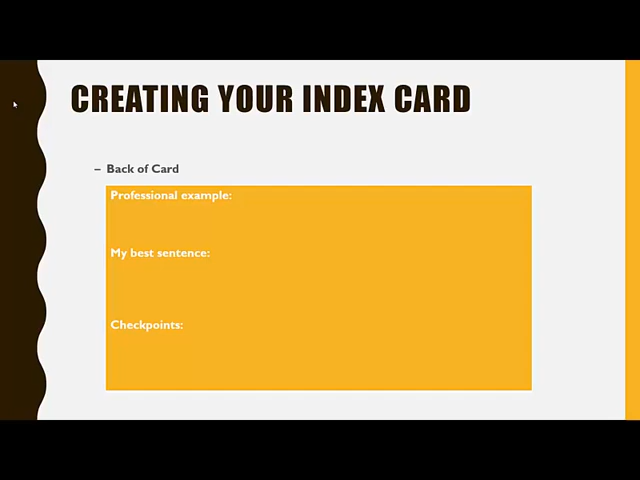 CREATING YOUR INDEX CARD
– Back of Card
Professional example:
My best sentence:
Checkpoints: